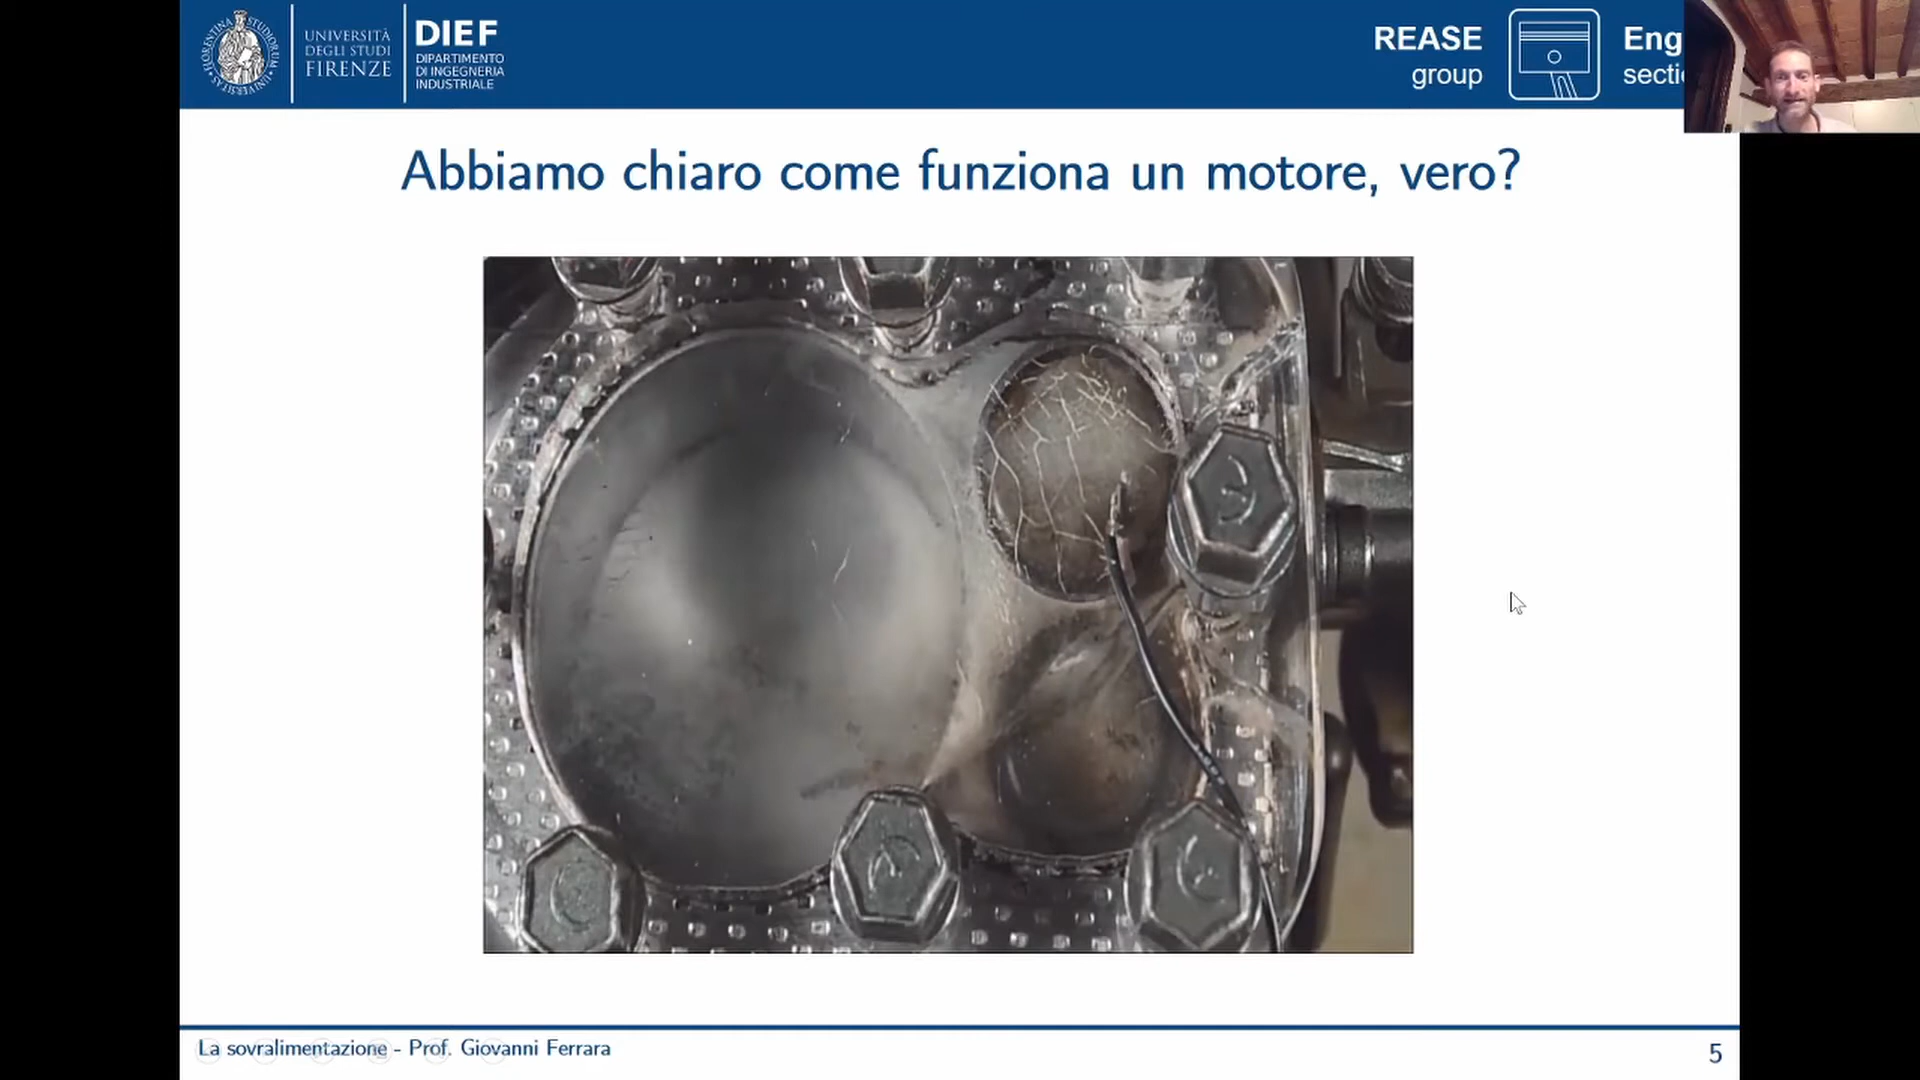 UNIVERSITÀ
DEGLI STUDI
FIRENZE
DIEF
DIPARTIMENTO
DI INGEGNERIA
INDUSTRIALE
REASE
group
Eng
secti
Abbiamo chiaro come funziona un motore, vero?
La sovralimentazione - Prof. Giovanni Ferrara
5